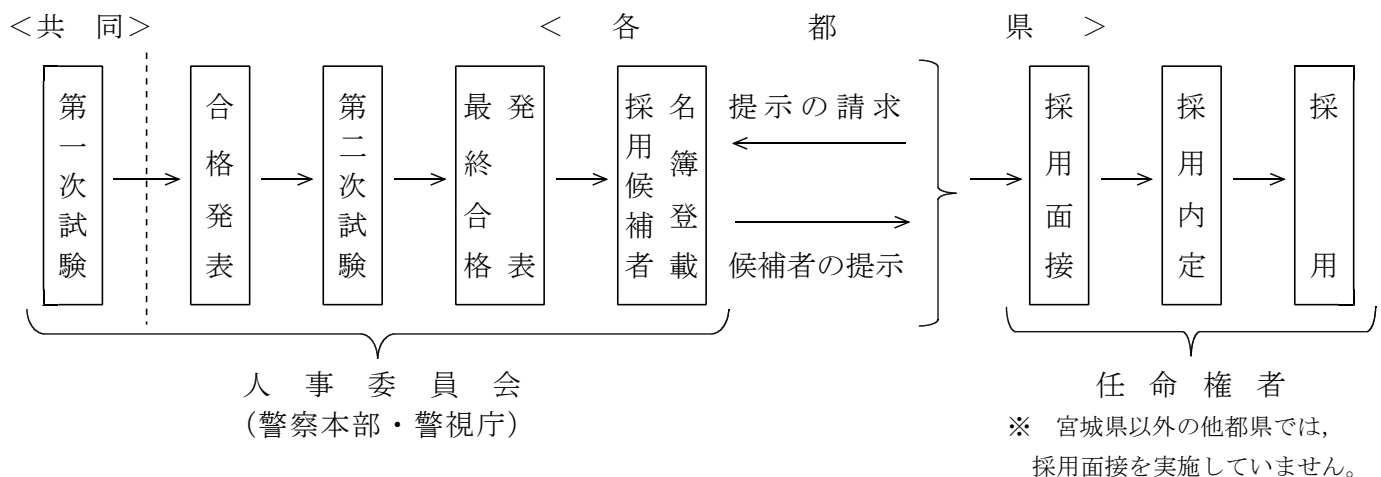 <共 同>
< 各 都 県 >
第一次試験
合格発表
第二次試験
最終合格
発表
採用候補者
名簿登載
提示の請求
候補者の提示
採用面接
採用内定
採用
人事委員会
(警察本部・警視庁)
任命権者
※ 宮城県以外の他都県では,
採用面接を実施していません。